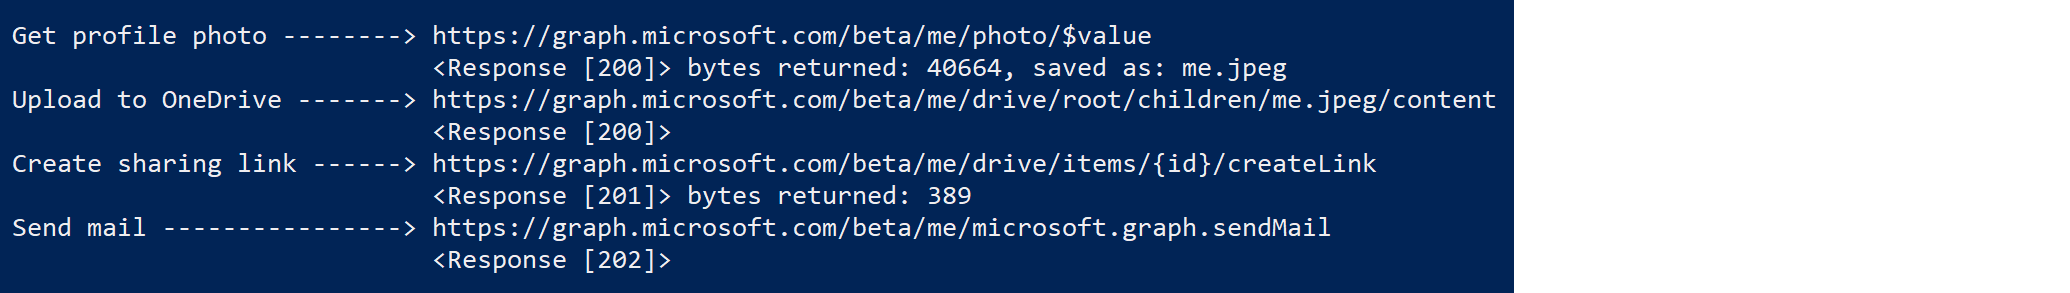 Get profile photo --------> https://graph.microsoft.com/beta/me/photo/$value
<Response [200]> bytes returned: 40664, saved as: me.jpeg
Upload to OneDrive -------> https://graph.microsoft.com/beta/me/drive/root/children/me.jpeg/content
<Response [200]>
Create sharing link ------> https://graph.microsoft.com/beta/me/drive/items/{id}/createLink
<Response [201]> bytes returned: 389
Send mail ----------------> https://graph.microsoft.com/beta/me/microsoft.graph.sendMail
<Response [202]>